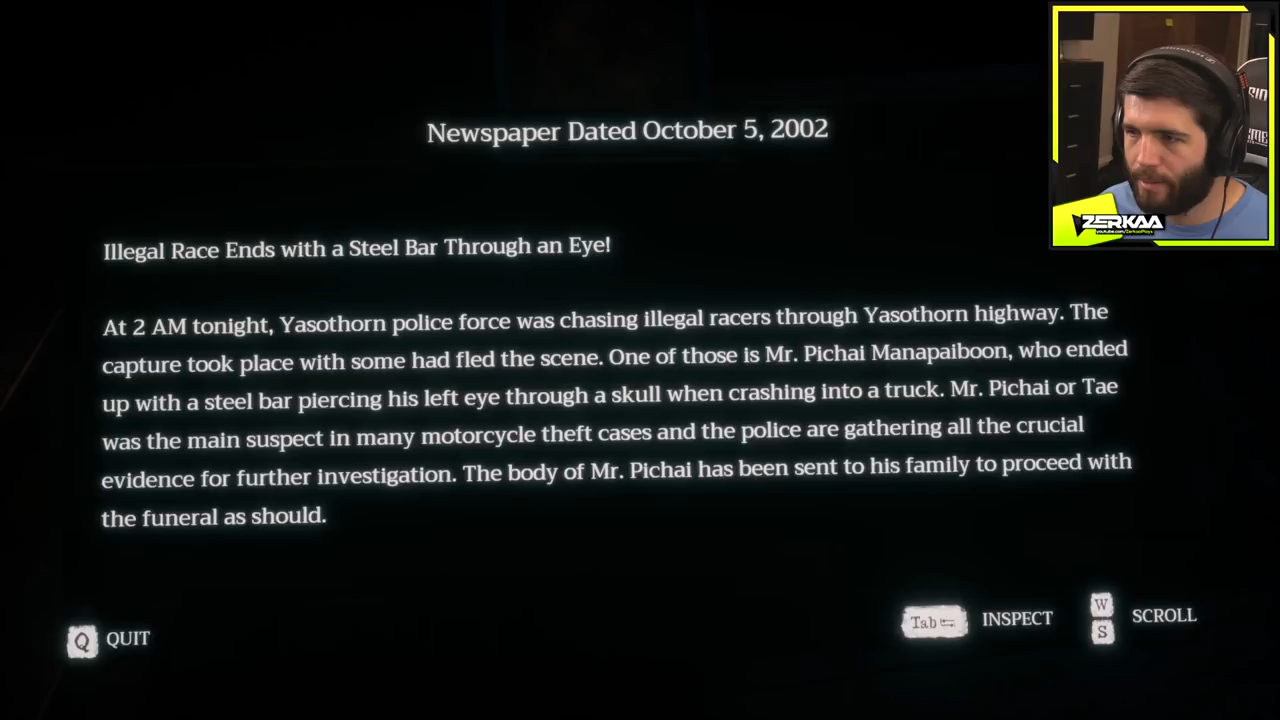 Newspaper Dated October 5, 2002
Illegal Race Ends with a Steel Bar Through an Eye!
At 2 AM tonight, Yasothorn police force was chasing illegal racers through Yasothorn highway. The
capture took place with some had fled the scene. One of those is Mr. Pichai Manapaiboon, who ended
up with a steel bar piercing his left eye through a skull when crashing into a truck. Mr. Pichai or Tae
was the main suspect in many motorcycle theft cases and the police are gathering all the crucial
evidence for further investigation. The body of Mr. Pichai has been sent to his family to proceed with
the funeral as should.
Q QUIT
Tab INSPECT
W
S
SCROLL
ZERKAA
youtube.com/ZerkaaPlays